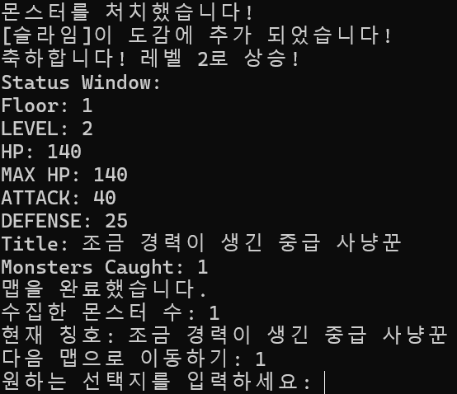 몬스터를 처치했습니다!
[슬라임]이 도감에 추가 되었습니다!
축하합니다! 레벨 2로 상승!
Status Window:
Floor: 1
LEVEL: 2
HP: 140
MAX HP: 140
ATTACK: 40
DEFENSE: 25
Title: 조금 경력이 생긴 중급 사냥꾼
Monsters Caught: 1
맵을 완료했습니다.
수집한 몬스터 수: 1
현재 칭호: 조금 경력이 생긴 중급 사냥꾼
다음 맵으로 이동하기: 1
원하는 선택지를 입력하세요: